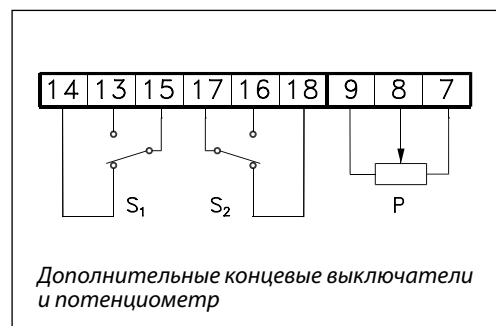 14 13 15 17 16 18 9 8 7
S₁ S₂ P
Дополнительные концевые выключатели
и потенциометр